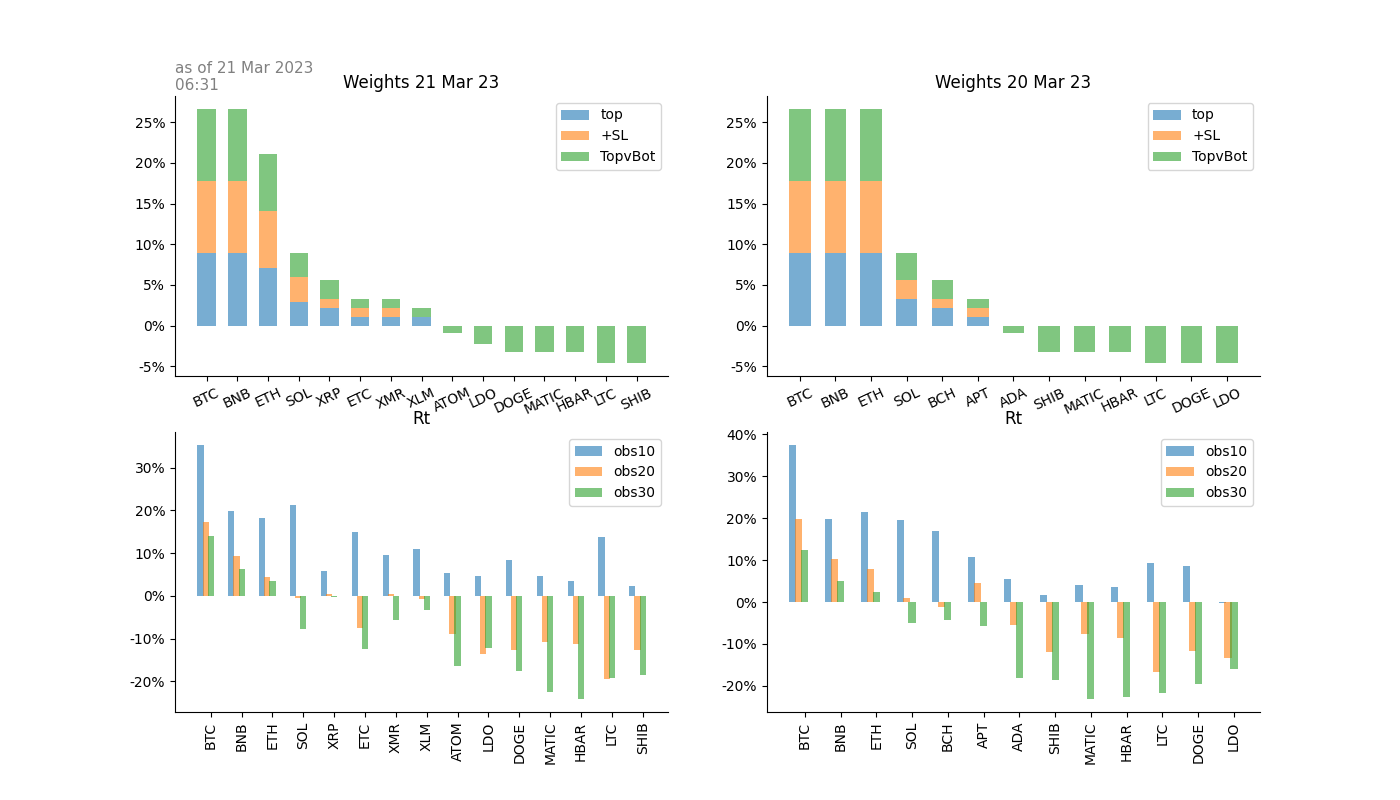 as of 21 Mar 2023
06:31
Weights 21 Mar 23
25%
20%
15%
10%
5%
0%
-5%
top
+SL
TopvBot
BTC BNB ETH SOL XRP ETC XMR XLM ATOM LDO DOGE MATIC HBAR LTC SHIB
Weights 20 Mar 23
25%
20%
15%
10%
5%
0%
-5%
top
+SL
TopvBot
BTC BNB ETH SOL BCH APT ADA SHIB MATIC HBAR LTC DOGE LDO
Rt
30%
20%
10%
0%
-10%
-20%
obs10
obs20
obs30
BTC BNB ETH SOL XRP ETC XMR XLM ATOM LDO DOGE MATIC HBAR LTC SHIB
Rt
40%
30%
20%
10%
0%
-10%
-20%
obs10
obs20
obs30
BTC BNB ETH SOL BCH APT ADA SHIB MATIC HBAR LTC DOGE LDO